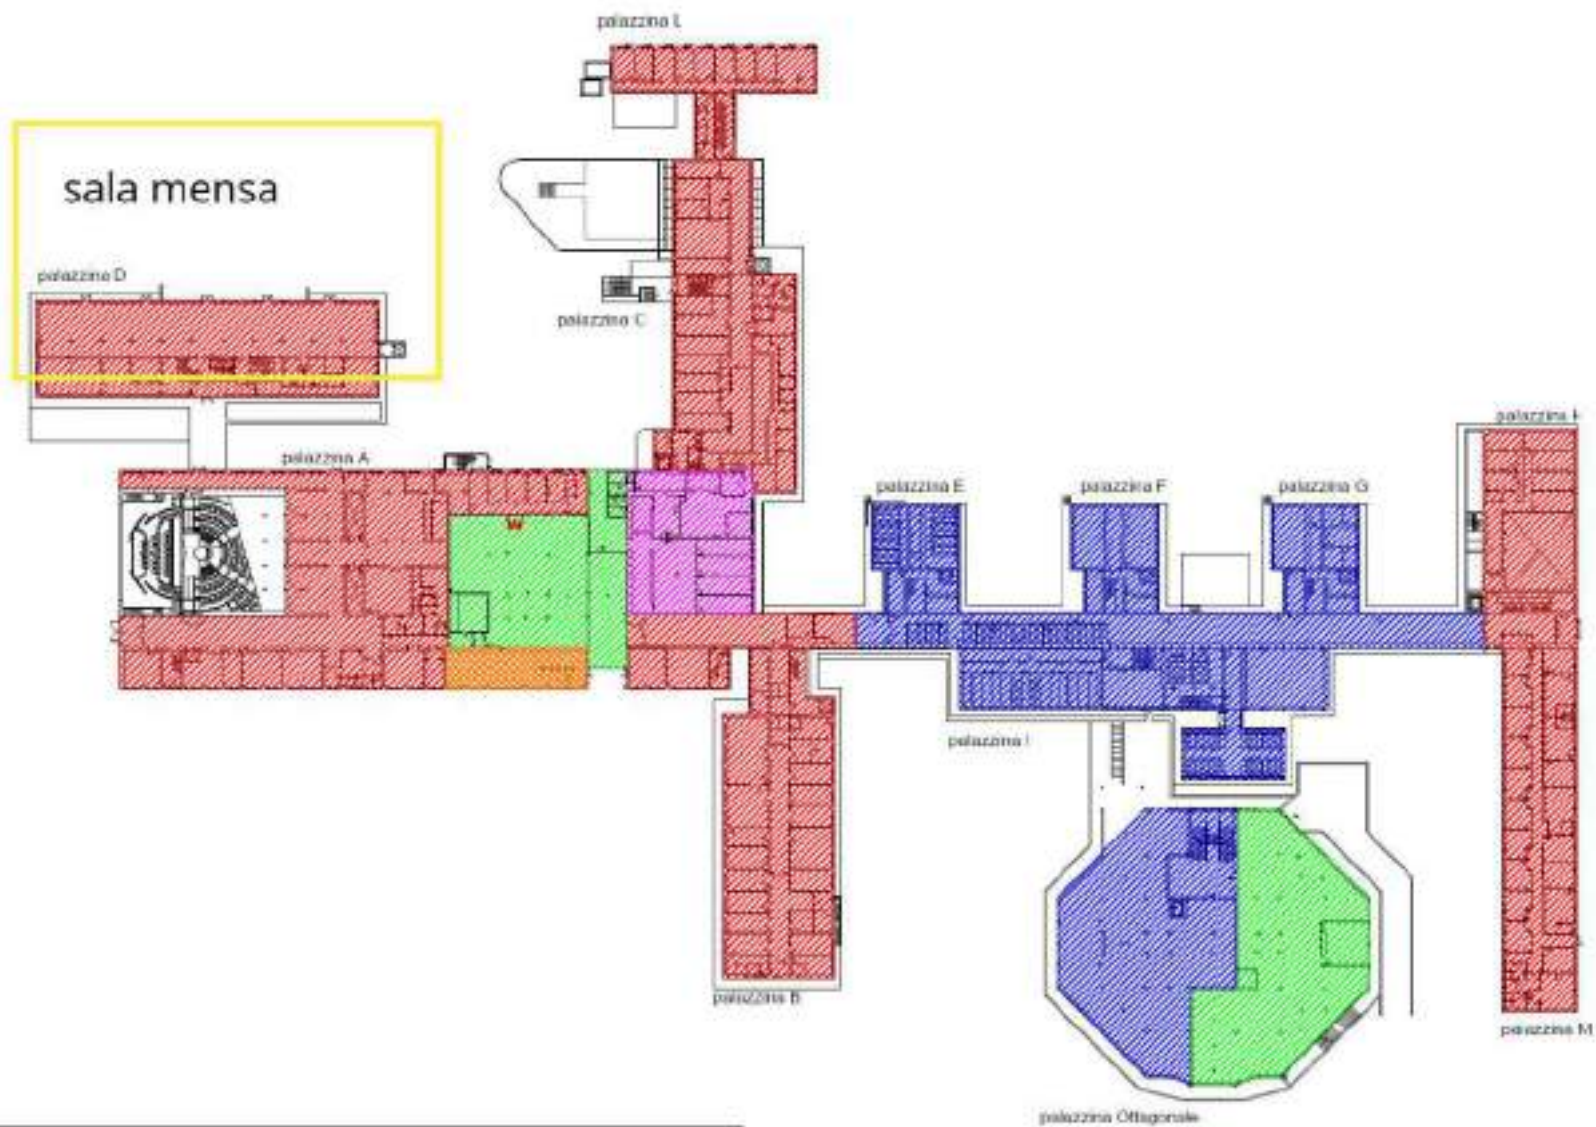 palazzina L
sala mensa
palazzina D
palazzina C
palazzina A
palazzina E
palazzina F
palazzina G
palazzina
palazzina I
palazzina B
palazzina M
palazzina Ottagonale